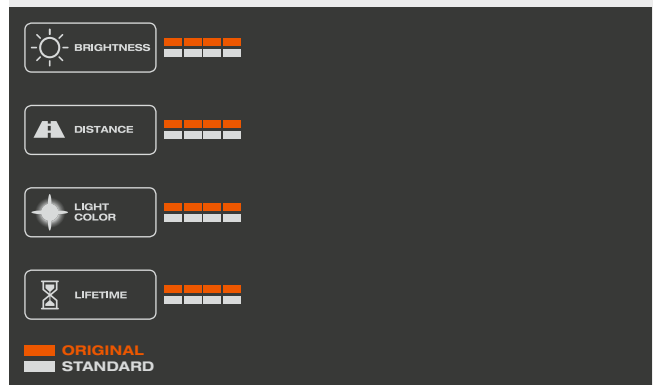 BRIGHTNESS
DISTANCE
LIGHT
COLOR
LIFETIME
ORIGINAL
STANDARD